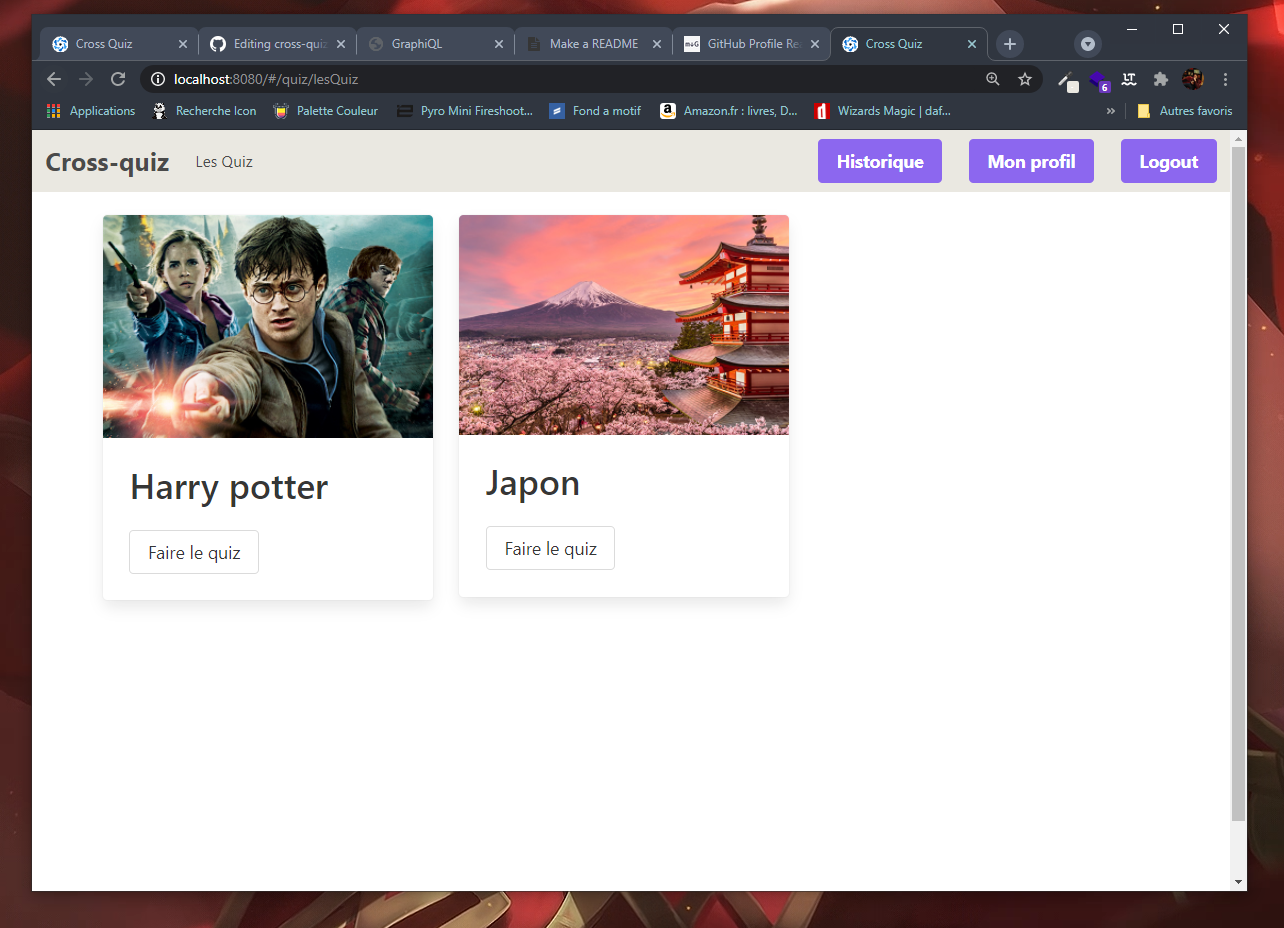 Cross Quiz
Editing cross-quiz
GraphiQL
Make a README
GitHub Profile Rea
Cross Quiz
localhost:8080/#/quiz/lesQuiz
6
LT
Applications
Recherche Icon
Palette Couleur
Pyro Mini Fireshoot...
Fond a motif
Amazon.fr : livres, D...
Wizards Magic | daf...
»
Autres favoris
Cross-quiz
Les Quiz
Historique
Mon profil
Logout
Harry potter
Japon
Faire le quiz
Faire le quiz